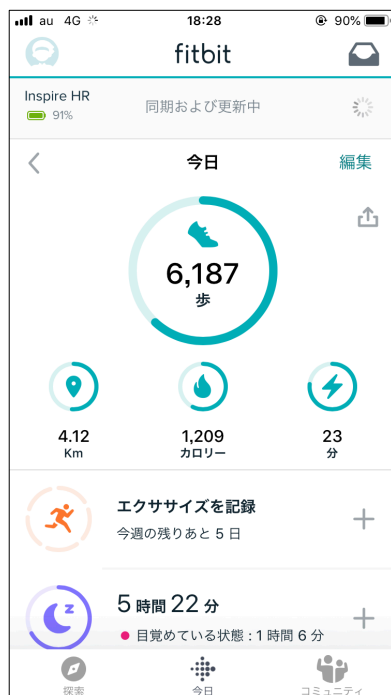 au 4G 18:28 90%
fitbit
Inspire HR
91%
同期および更新中
今日
編集
6,187
歩
4.12
Km
1,209
カロリー
23
分
エクササイズを記録
今週の残りあと 5 日
5 時間 22 分
目覚めている状態 : 1 時間 6 分
探索
今日
コミュニティ